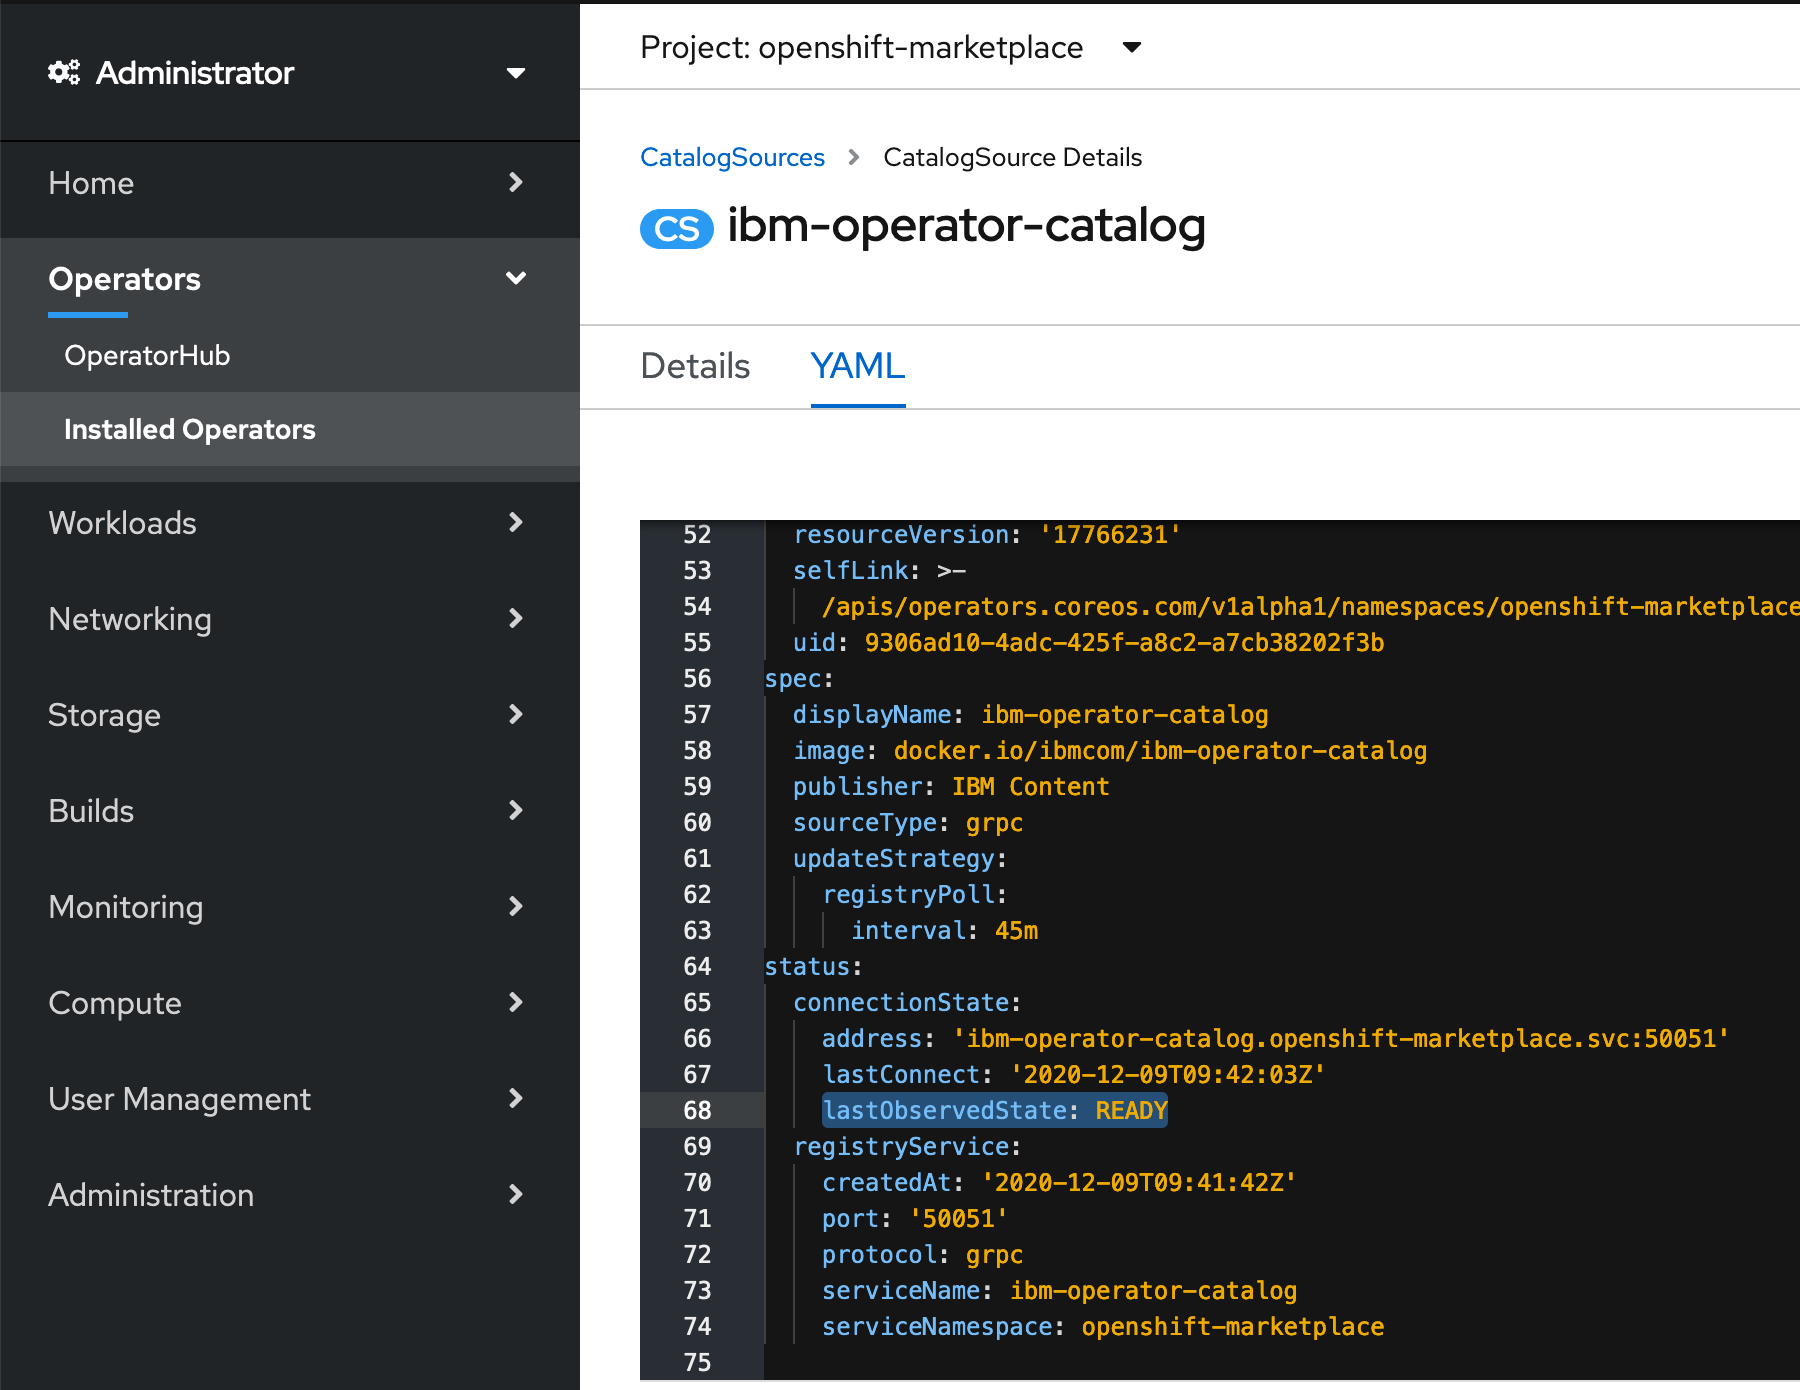 Administrator
Home
Operators
OperatorHub
Installed Operators
Workloads
Networking
Storage
Builds
Monitoring
Compute
User Management
Administration
Project: openshift-marketplace
CatalogSources > CatalogSource Details
CS ibm-operator-catalog
Details YAML
52 resourceVersion: '17766231'
53 selfLink: >-
54 /apis/operators.coreos.com/v1alpha1/namespaces/openshift-marketplace
55 uid: 9306ad10-4adc-425f-a8c2-a7cb38202f3b
56 spec:
57 displayName: ibm-operator-catalog
58 image: docker.io/ibmcom/ibm-operator-catalog
59 publisher: IBM Content
60 sourceType: grpc
61 updateStrategy:
62 registryPoll:
63 interval: 45m
64 status:
65 connectionState:
66 address: 'ibm-operator-catalog.openshift-marketplace.svc:50051'
67 lastConnect: '2020-12-09T09:42:03Z'
68 lastObservedState: READY
69 registryService:
70 createdAt: '2020-12-09T09:41:42Z'
71 port: '50051'
72 protocol: grpc
73 serviceName: ibm-operator-catalog
74 serviceNamespace: openshift-marketplace
75